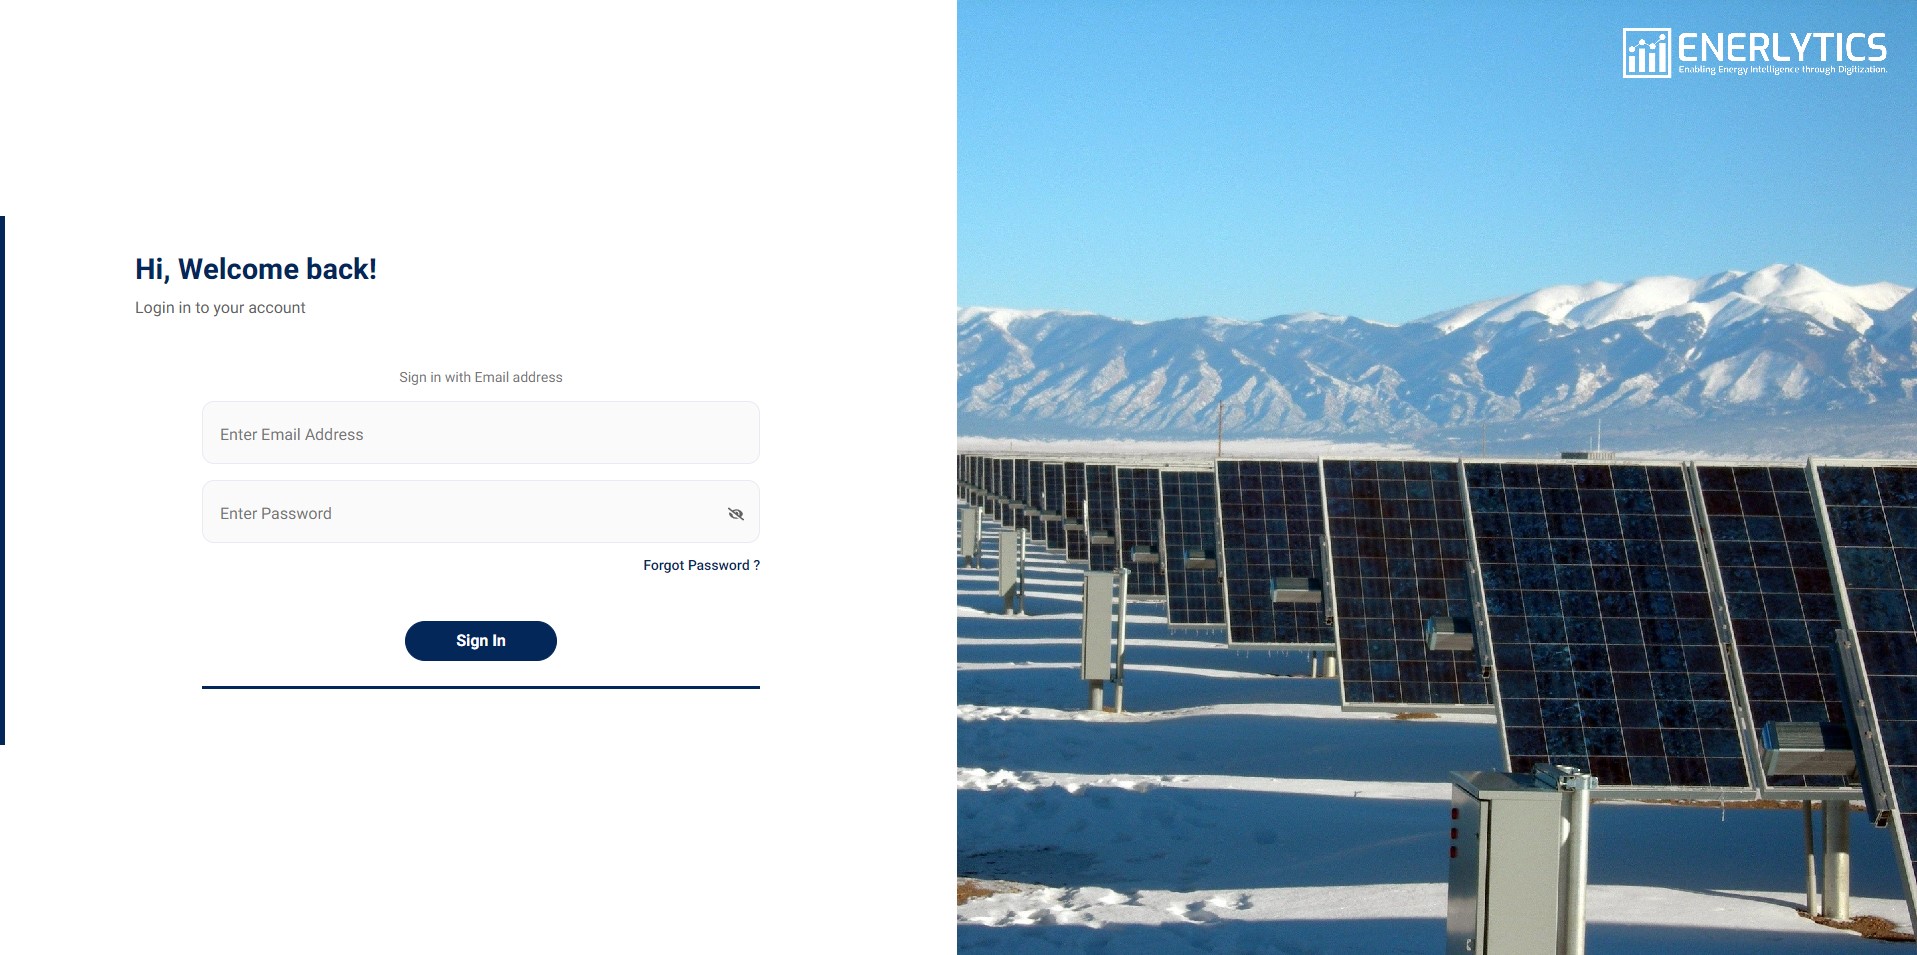 Hi, Welcome back!
Login in to your account
Sign in with Email address
Enter Email Address
Enter Password
Forgot Password ?
Sign In
ENERLYTICS
Enabling Energy Intelligence through Digitization.